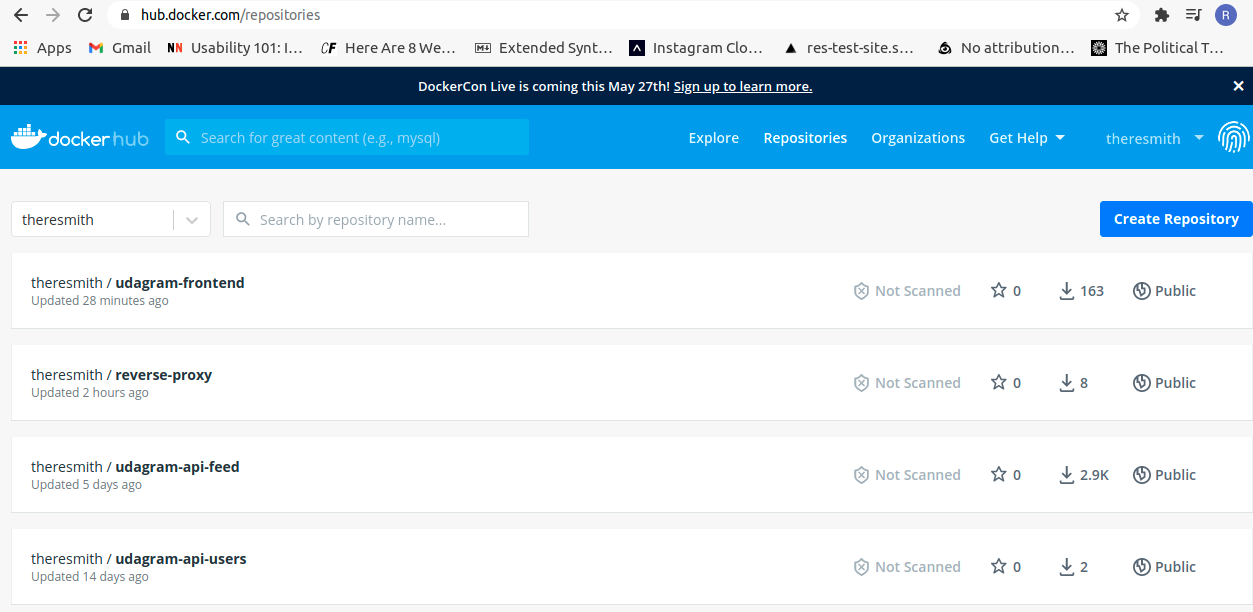 hub.docker.com/repositories
R
Apps Gmail Usability 101: I... Here Are 8 We... Extended Synt... Instagram Clo... res-test-site.s... No attribution... The Political T...
DockerCon Live is coming this May 27th! Sign up to learn more.
docker hub Search for great content (e.g., mysql) Explore Repositories Organizations Get Help theresmith
theresmith Search by repository name... Create Repository
theresmith / udagram-frontend
Updated 28 minutes ago
Not Scanned 0 163 Public
theresmith / reverse-proxy
Updated 2 hours ago
Not Scanned 0 8 Public
theresmith / udagram-api-feed
Updated 5 days ago
Not Scanned 0 2.9K Public
theresmith / udagram-api-users
Updated 14 days ago
Not Scanned 0 2 Public